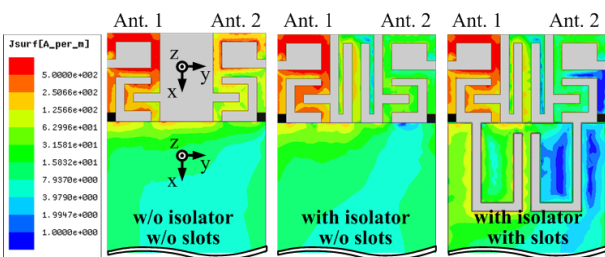 Ant. 1 Ant. 2 Ant. 1 Ant. 2 Ant. 1 Ant. 2
Jsurf[A_per_m]
5.0000e+002
2.5066e+002
1.2566e+002
6.2996e+001
3.1581e+001
1.5832e+001
7.9370e+000
3.9790e+000
1.9947e+000
1.0000e+000
z
y
x
z
y
x
w/o isolator
w/o slots
with isolator
w/o slots
with isolator
with slots